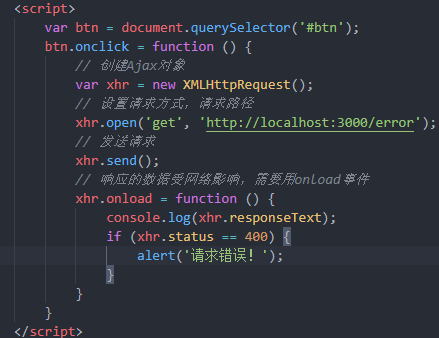 <script>
var btn = document.querySelector('#btn');
btn.onclick = function () {
// 创建Ajax对象
var xhr = new XMLHttpRequest();
// 设置请求方式，请求路径
xhr.open('get', 'http://localhost:3000/error');
// 发送请求
xhr.send();
// 响应的数据受网络影响，需要用onload事件
xhr.onload = function () {
console.log(xhr.responseText);
if (xhr.status == 400) {
alert('请求错误！');
}
}
}
</script>